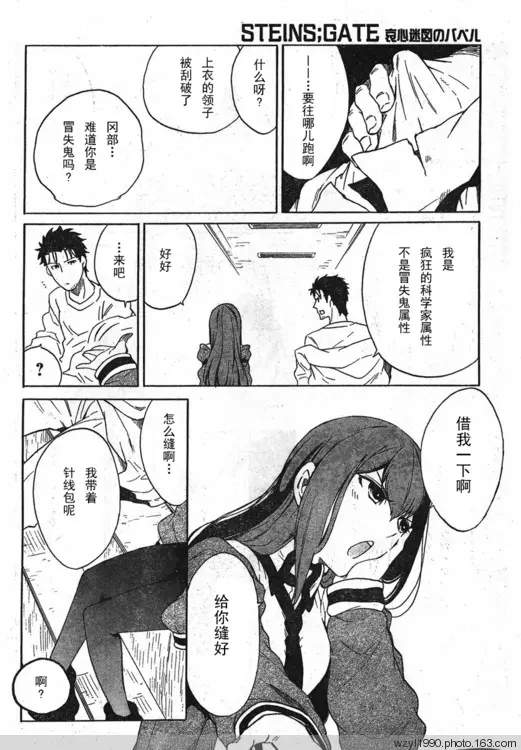 STEINS;GATE 哀心迷図のバベル
──…要往哪儿跑啊
什么呀?
上衣的领子
被刮破了
冈部…
难道你是
冒失鬼吗?
我是
疯狂的科学家属性
不是冒失鬼属性
好好
…来吧
?
借我一下啊
怎么缝啊…
我带着
针线包呢
给你缝好
啊?
wzyl1990.photo.163.com